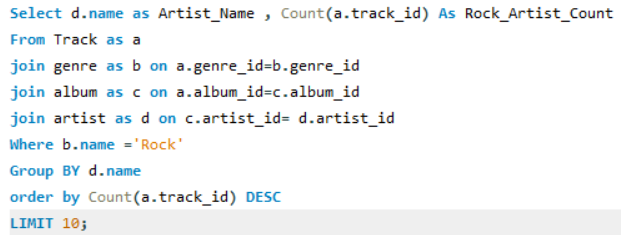 Select d.name as Artist_Name , Count(a.track_id) As Rock_Artist_Count
From Track as a
join genre as b on a.genre_id=b.genre_id
join album as c on a.album_id=c.album_id
join artist as d on c.artist_id= d.artist_id
Where b.name ='Rock'
Group BY d.name
order by Count(a.track_id) DESC
LIMIT 10;